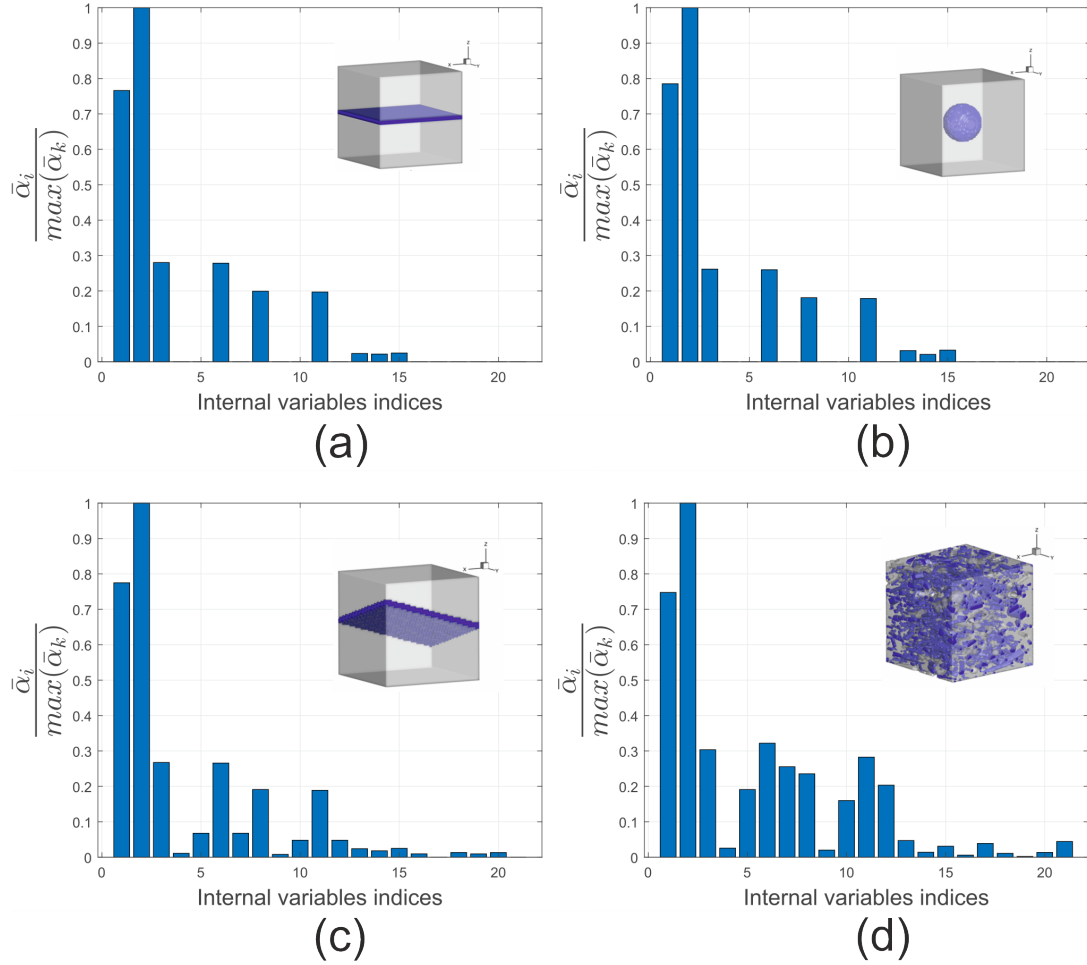 1
0.9
0.8
0.7
0.6
0.5
0.4
0.3
0.2
0.1
0
0 5 10 15 20
ᾱᵢ
max(ᾱₖ)
Internal variables indices
Z
X Y
(a)
1
0.9
0.8
0.7
0.6
0.5
0.4
0.3
0.2
0.1
0
0 5 10 15 20
ᾱᵢ
max(ᾱₖ)
Internal variables indices
Z
X Y
(b)
1
0.9
0.8
0.7
0.6
0.5
0.4
0.3
0.2
0.1
0
0 5 10 15 20
ᾱᵢ
max(ᾱₖ)
Internal variables indices
Z
X Y
(c)
1
0.9
0.8
0.7
0.6
0.5
0.4
0.3
0.2
0.1
0
0 5 10 15 20
ᾱᵢ
max(ᾱₖ)
Internal variables indices
Z
X Y
(d)